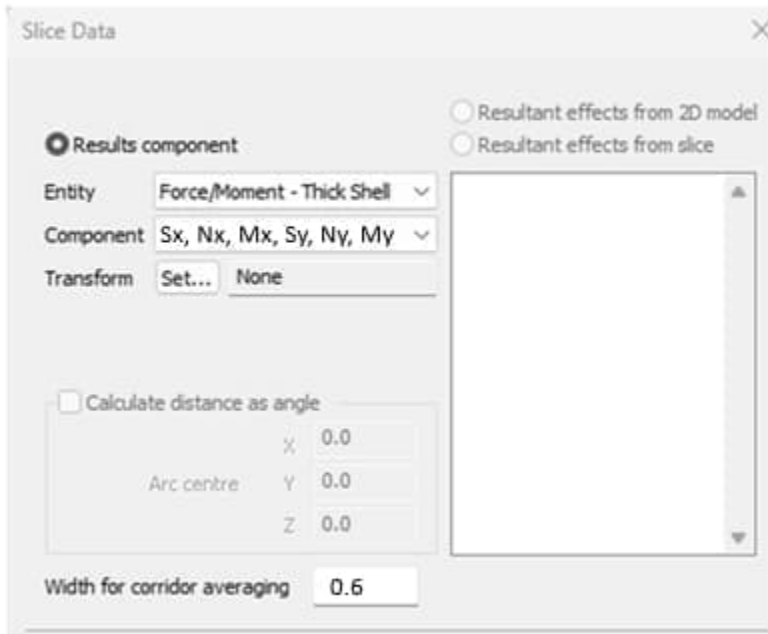 Slice Data
Resultant effects from 2D model
Results component
Resultant effects from slice
Entity Force/Moment - Thick Shell
Component Sx, Nx, Mx, Sy, Ny, My
Transform Set... None
Calculate distance as angle
X 0.0
Arc centre Y 0.0
Z 0.0
Width for corridor averaging 0.6